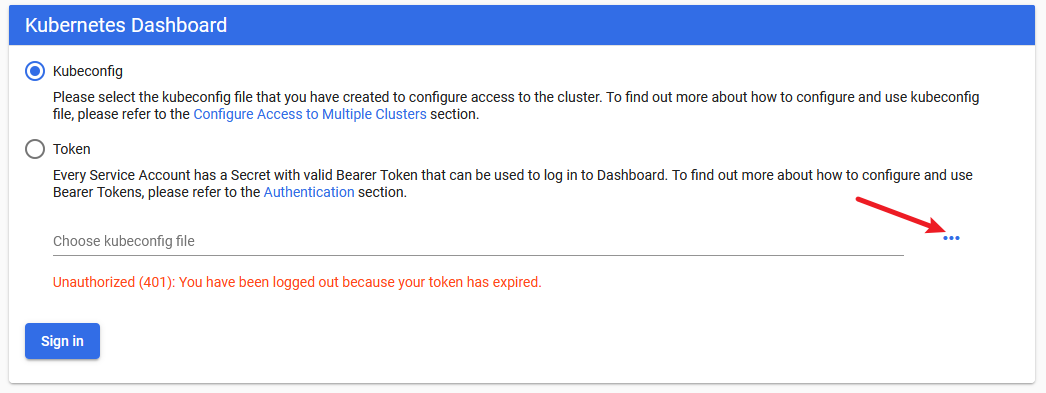 Kubernetes Dashboard
Kubeconfig
Please select the kubeconfig file that you have created to configure access to the cluster. To find out more about how to configure and use kubeconfig
file, please refer to the Configure Access to Multiple Clusters section.
Token
Every Service Account has a Secret with valid Bearer Token that can be used to log in to Dashboard. To find out more about how to configure and use
Bearer Tokens, please refer to the Authentication section.
Choose kubeconfig file
Unauthorized (401): You have been logged out because your token has expired.
Sign in